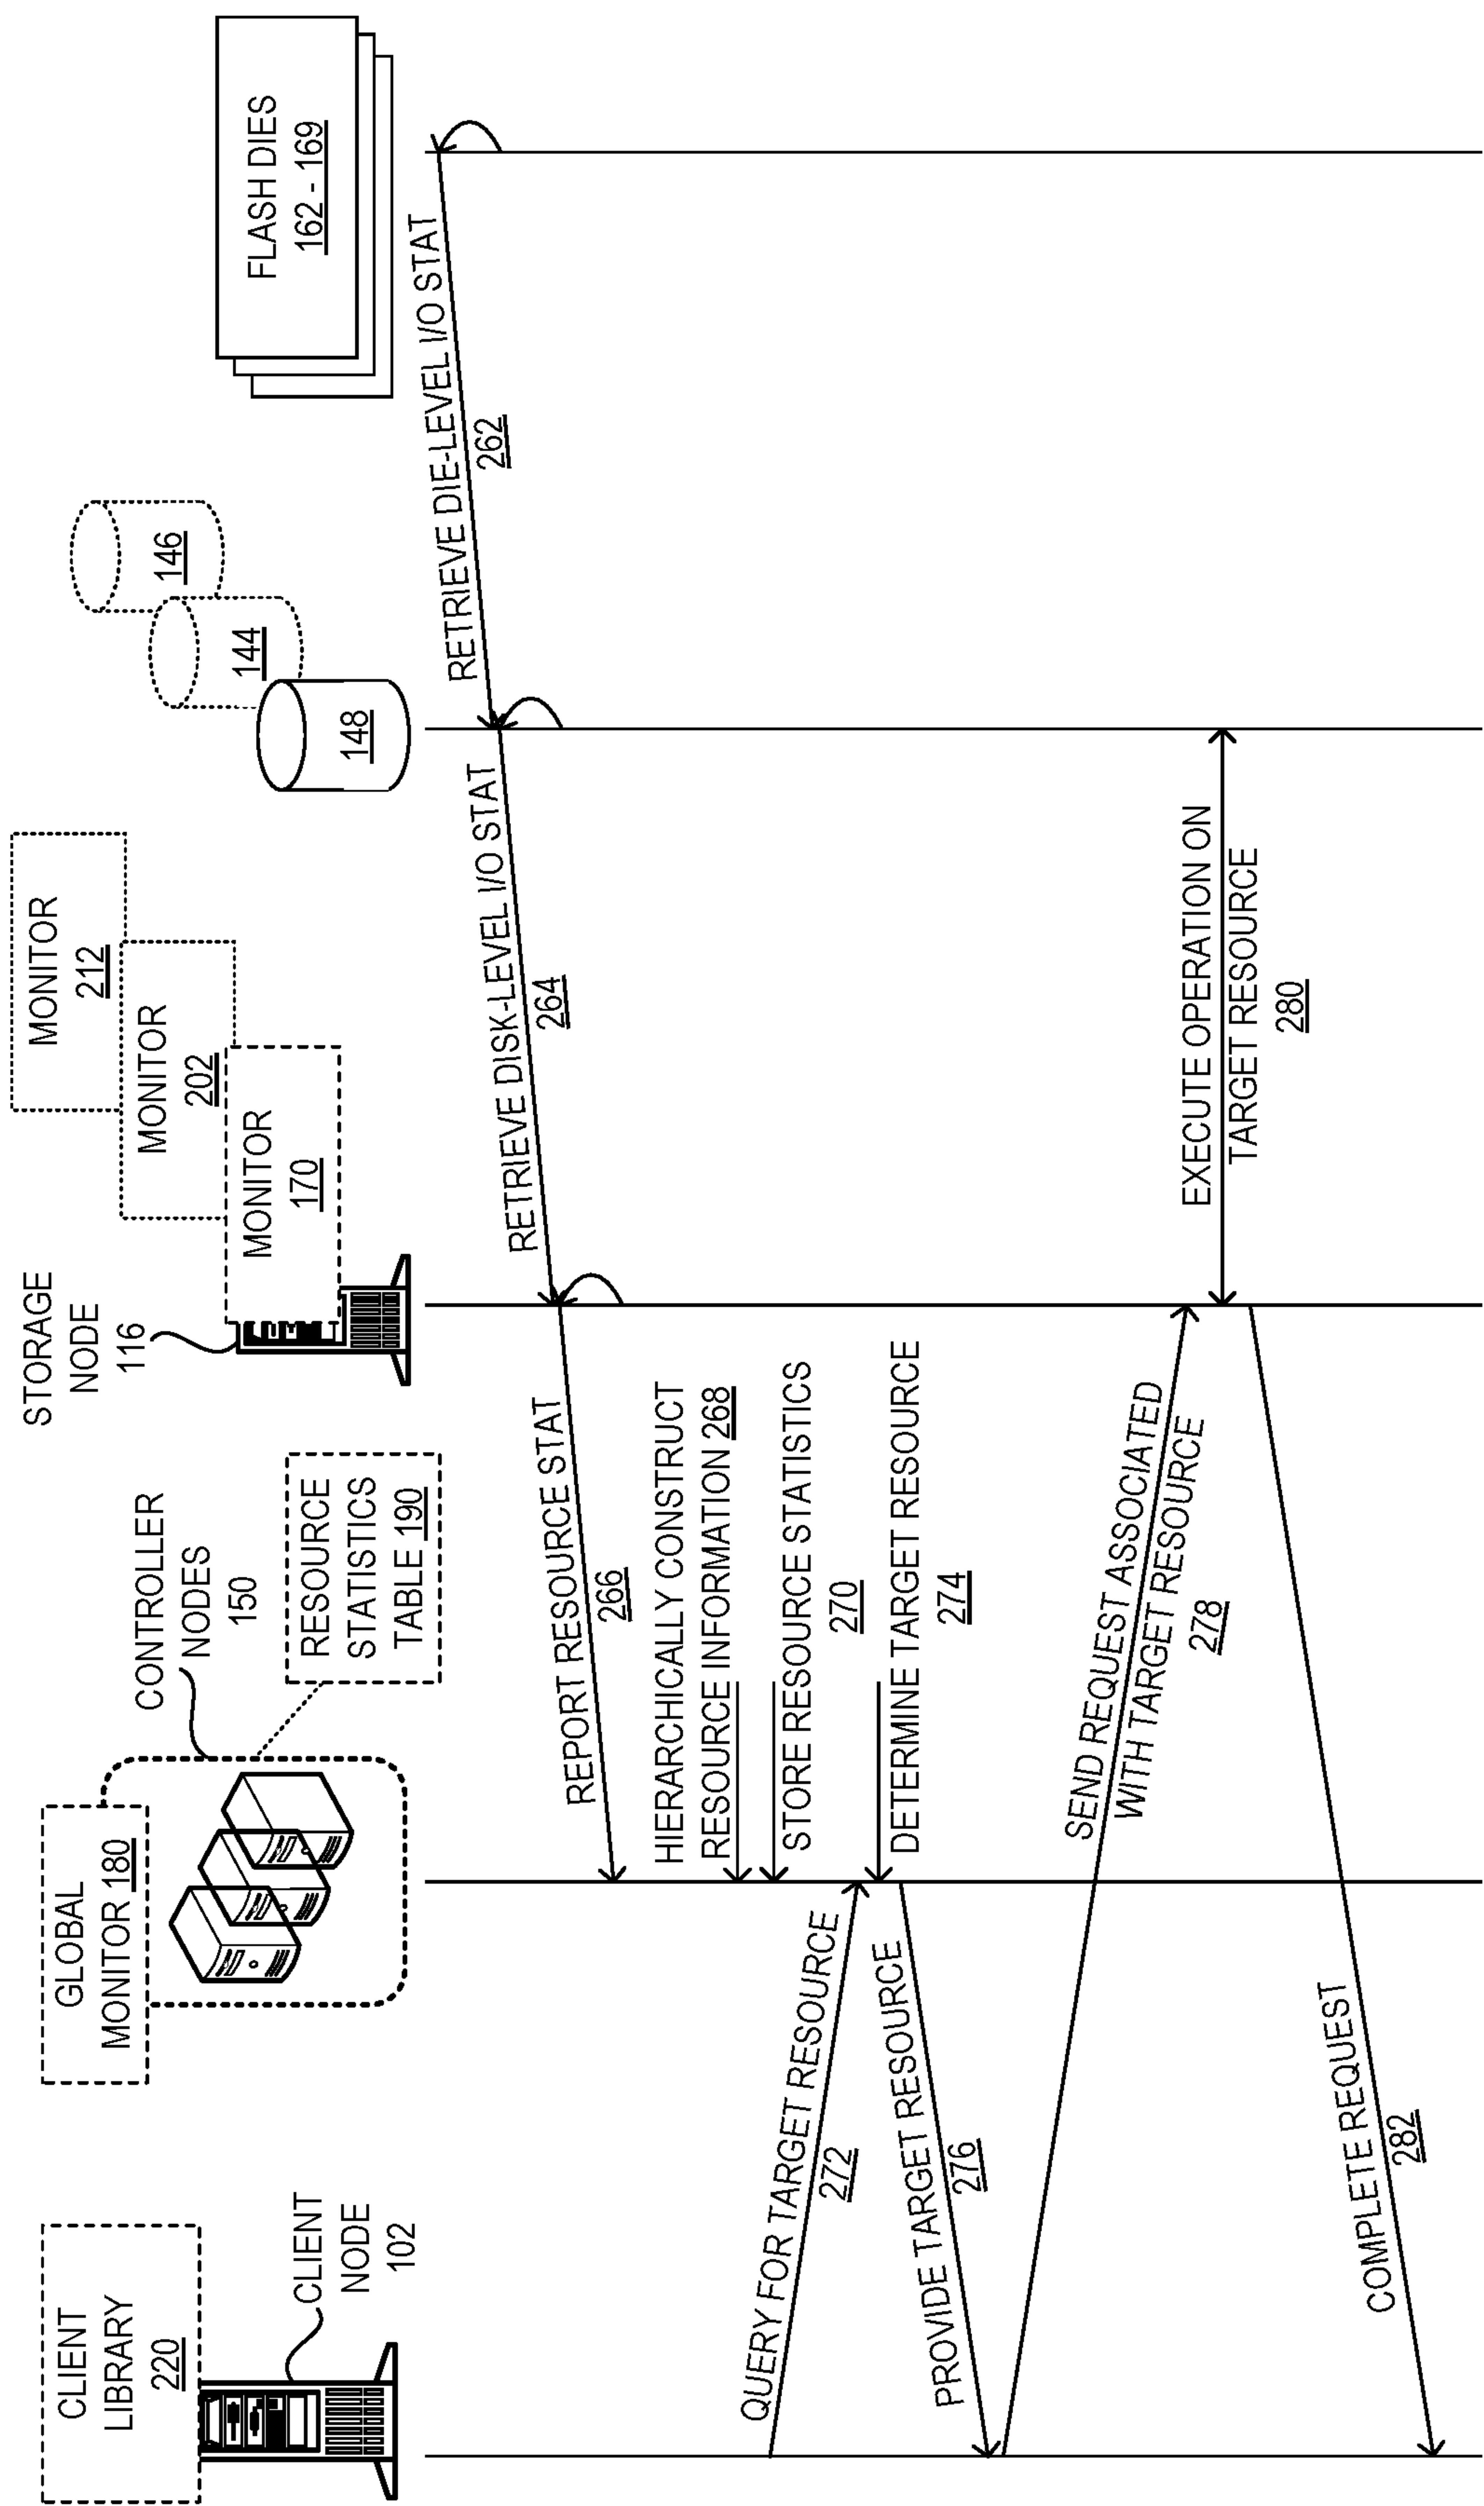 CLIENT
LIBRARY
220
CLIENT
NODE
102
GLOBAL
MONITOR 180
CONTROLLER
NODES
150
RESOURCE
STATISTICS
TABLE 190
STORAGE
NODE
116
MONITOR
170
MONITOR
202
MONITOR
212
148
144
146
FLASH DIES
162 - 169
RETRIEVE DIE-LEVEL I/O STAT
262
RETRIEVE DISK-LEVEL I/O STAT
264
REPORT RESOURCE STAT
266
HIERARCHICALLY CONSTRUCT
RESOURCE INFORMATION 268
STORE RESOURCE STATISTICS
270
QUERY FOR TARGET RESOURCE
272
DETERMINE TARGET RESOURCE
274
PROVIDE TARGET RESOURCE
276
SEND REQUEST ASSOCIATED
WITH TARGET RESOURCE
278
EXECUTE OPERATION ON
TARGET RESOURCE
280
COMPLETE REQUEST
282